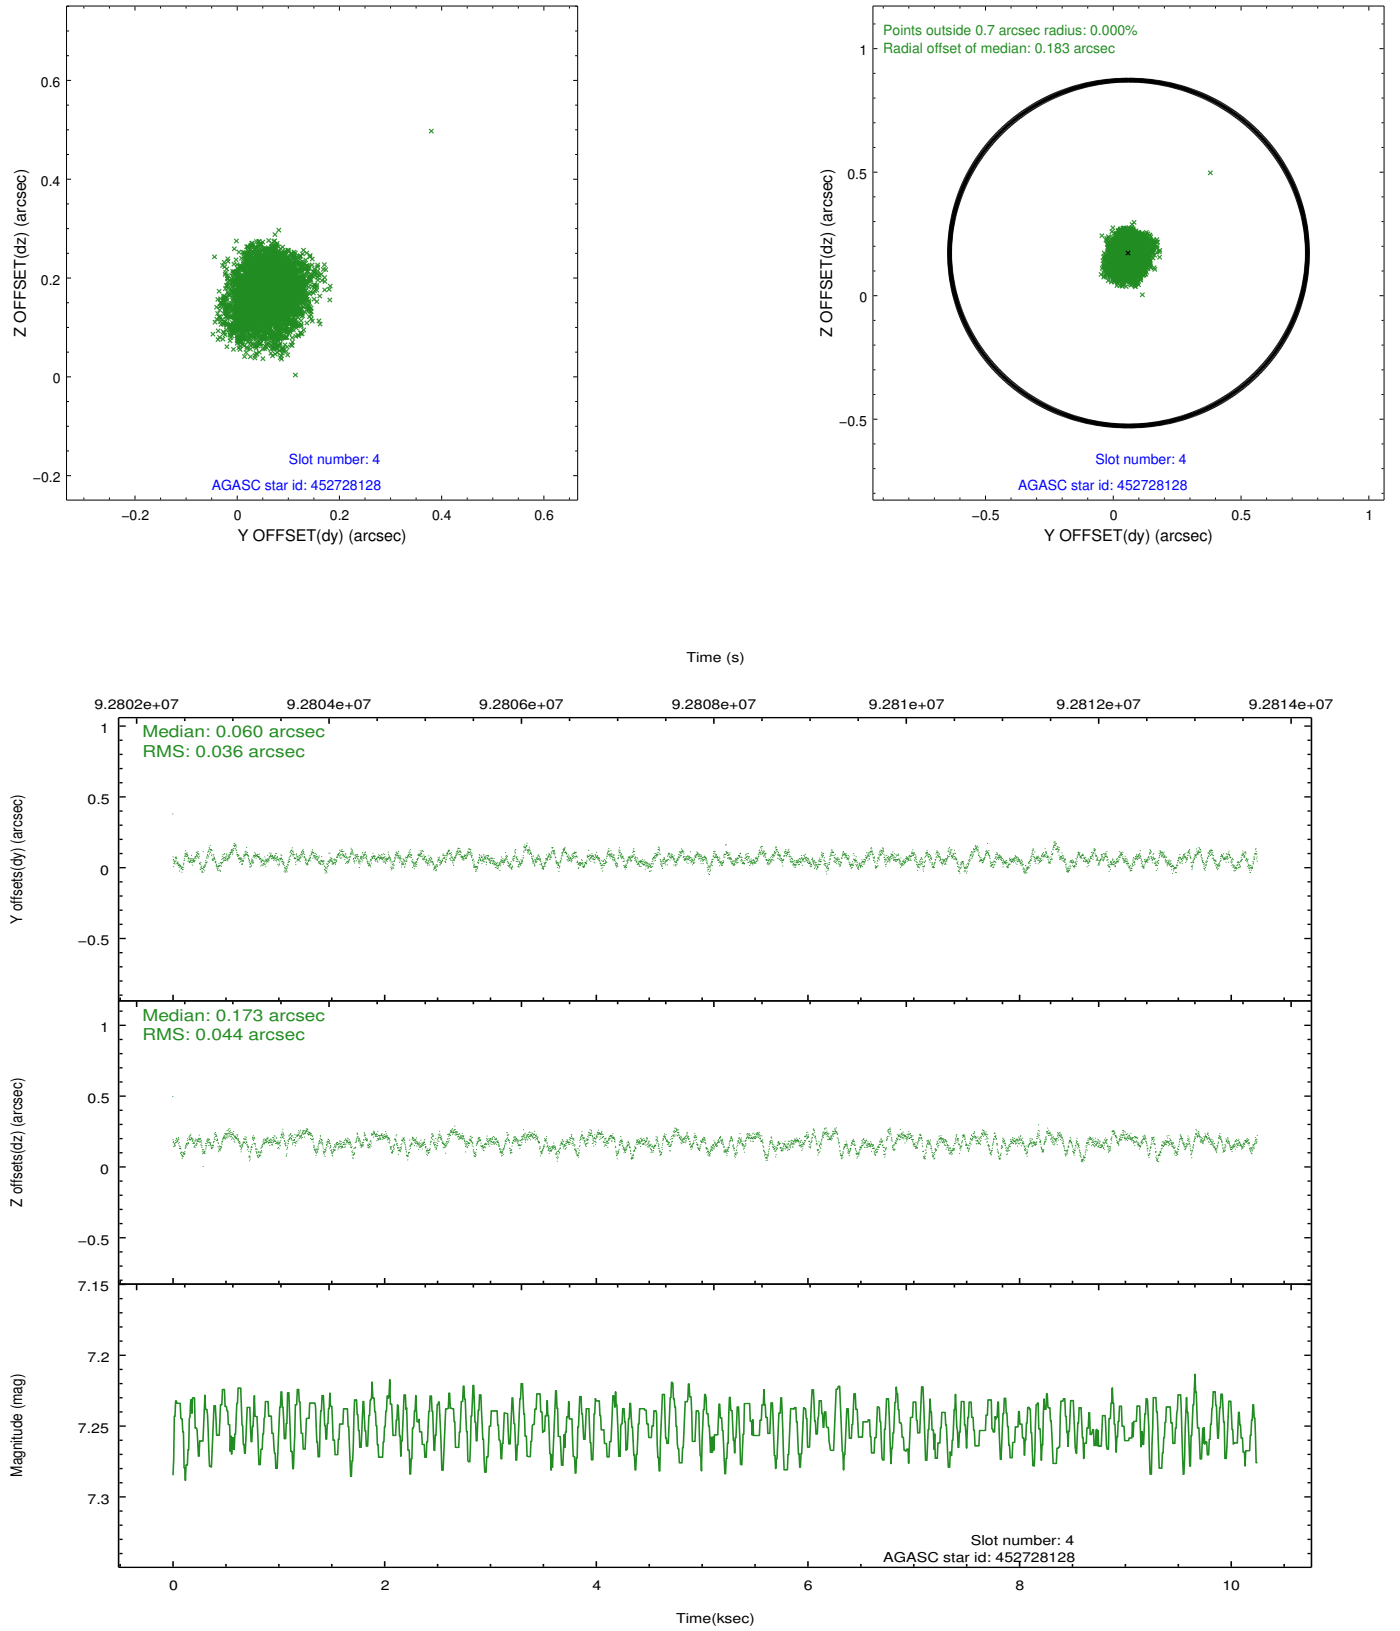 0.6
0.4
0.2
0
−0.2
Z OFFSET(dz) (arcsec)
Slot number: 4
AGASC star id: 452728128
−0.2 0 0.2 0.4 0.6
Y OFFSET(dy) (arcsec)
Points outside 0.7 arcsec radius: 0.000%
Radial offset of median: 0.183 arcsec
1
0.5
0
−0.5
Z OFFSET(dz) (arcsec)
Slot number: 4
AGASC star id: 452728128
−0.5 0 0.5 1
Y OFFSET(dy) (arcsec)
Time (s)
9.2802e+07 9.2804e+07 9.2806e+07 9.2808e+07 9.281e+07 9.2812e+07 9.2814e+07
Median: 0.060 arcsec
RMS: 0.036 arcsec
1
0.5
0
−0.5
Y offsets(dy) (arcsec)
Median: 0.173 arcsec
RMS: 0.044 arcsec
1
0.5
0
−0.5
Z offsets(dz) (arcsec)
7.15
7.2
7.25
7.3
Magnitude (mag)
Slot number: 4
AGASC star id: 452728128
0 2 4 6 8 10
Time(ksec)